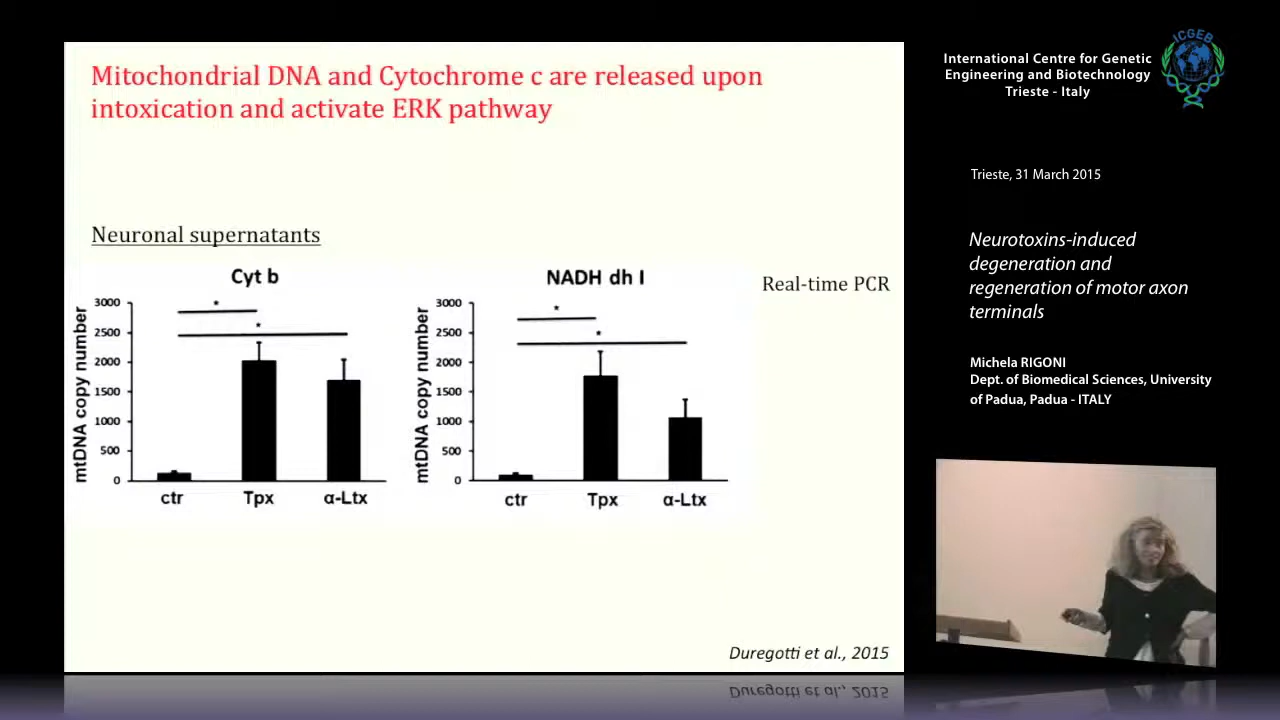 Mitochondrial DNA and Cytochrome c are released upon
intoxication and activate ERK pathway
Neuronal supernatants
Cyt b
mtDNA copy number
3000
2500
2000
1500
1000
500
0
*
*
ctr
Tpx
α-Ltx
NADH dh I
mtDNA copy number
3000
2500
2000
1500
1000
500
0
*
*
ctr
Tpx
α-Ltx
Real-time PCR
Duregotti et al., 2015
Duregotti et al., 2015
International Centre for Genetic
Engineering and Biotechnology
Trieste - Italy
ICGEB
Trieste, 31 March 2015
Neurotoxins-induced
degeneration and
regeneration of motor axon
terminals
Michela RIGONI
Dept. of Biomedical Sciences, University
of Padua, Padua - ITALY